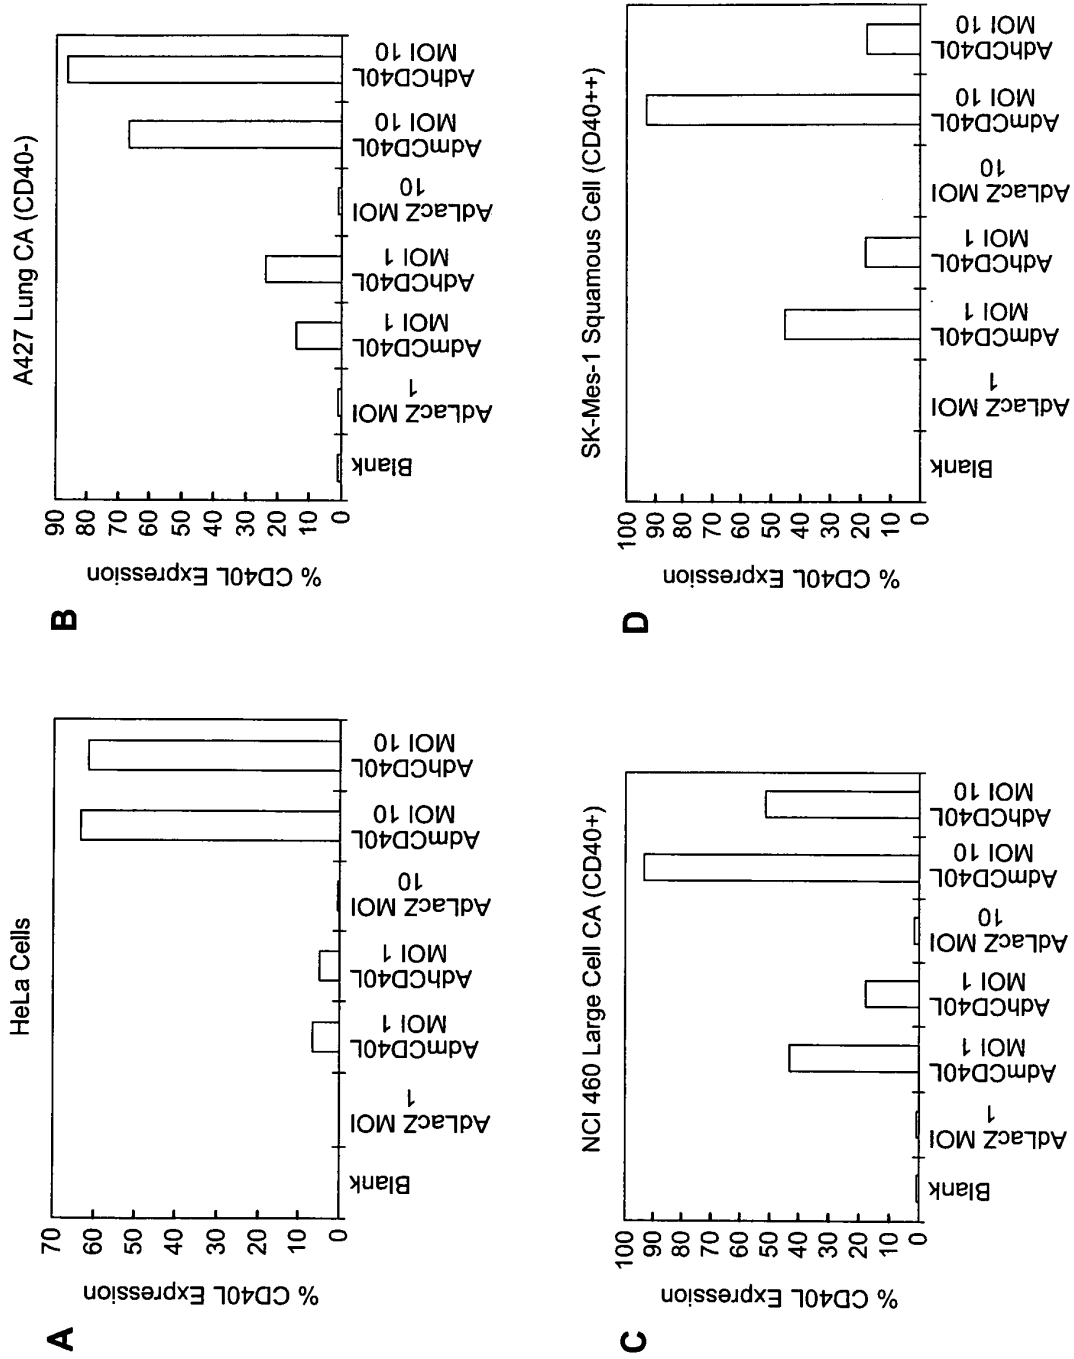 A
HeLa Cells
% CD40L Expression
70
60
50
40
30
20
10
0
Blank
AdLacZ MOI
1
AdmCD40L
MOI 1
AdhCD40L
MOI 1
AdLacZ MOI
10
AdmCD40L
MOI 10
AdhCD40L
MOI 10
B
A427 Lung CA (CD40-)
% CD40L Expression
90
80
70
60
50
40
30
20
10
0
Blank
AdLacZ MOI
1
AdmCD40L
MOI 1
AdhCD40L
MOI 1
AdLacZ MOI
10
AdmCD40L
MOI 10
AdhCD40L
MOI 10
C
NCI 460 Large Cell CA (CD40+)
% CD40L Expression
100
90
80
70
60
50
40
30
20
10
0
Blank
AdLacZ MOI
1
AdmCD40L
MOI 1
AdhCD40L
MOI 1
AdLacZ MOI
10
AdmCD40L
MOI 10
AdhCD40L
MOI 10
D
SK-Mes-1 Squamous Cell (CD40++)
% CD40L Expression
100
90
80
70
60
50
40
30
20
10
0
Blank
AdLacZ MOI
1
AdmCD40L
MOI 1
AdhCD40L
MOI 1
AdLacZ MOI
10
AdmCD40L
MOI 10
AdhCD40L
MOI 10